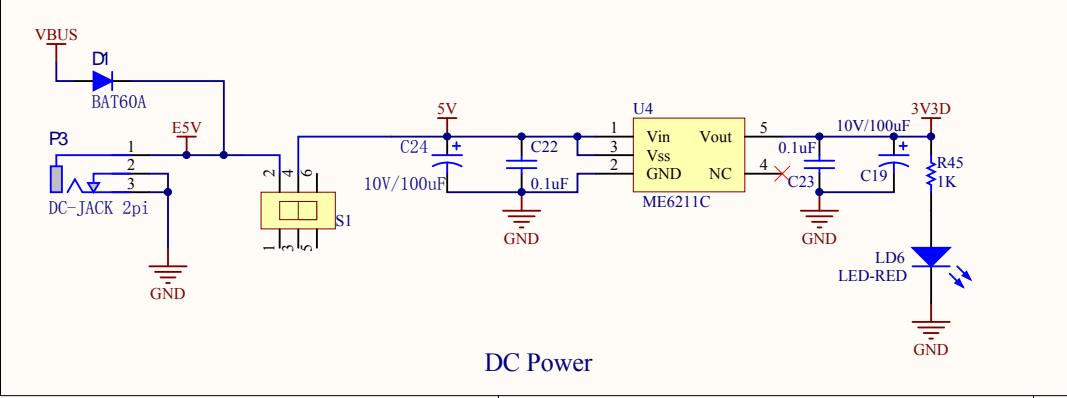 VBUS
D1
BAT60A
P3
E5V
1
2
3
DC-JACK 2pi
GND
2
4
6
S1
1
3
5
5V
C24
10V/100uF
C22
0.1uF
GND
U4
1
Vin
Vout
5
3
Vss
2
GND
NC
4
ME6211C
3V3D
10V/100uF
0.1uF
C23
C19
GND
R45
1K
LD6
LED-RED
GND
DC Power